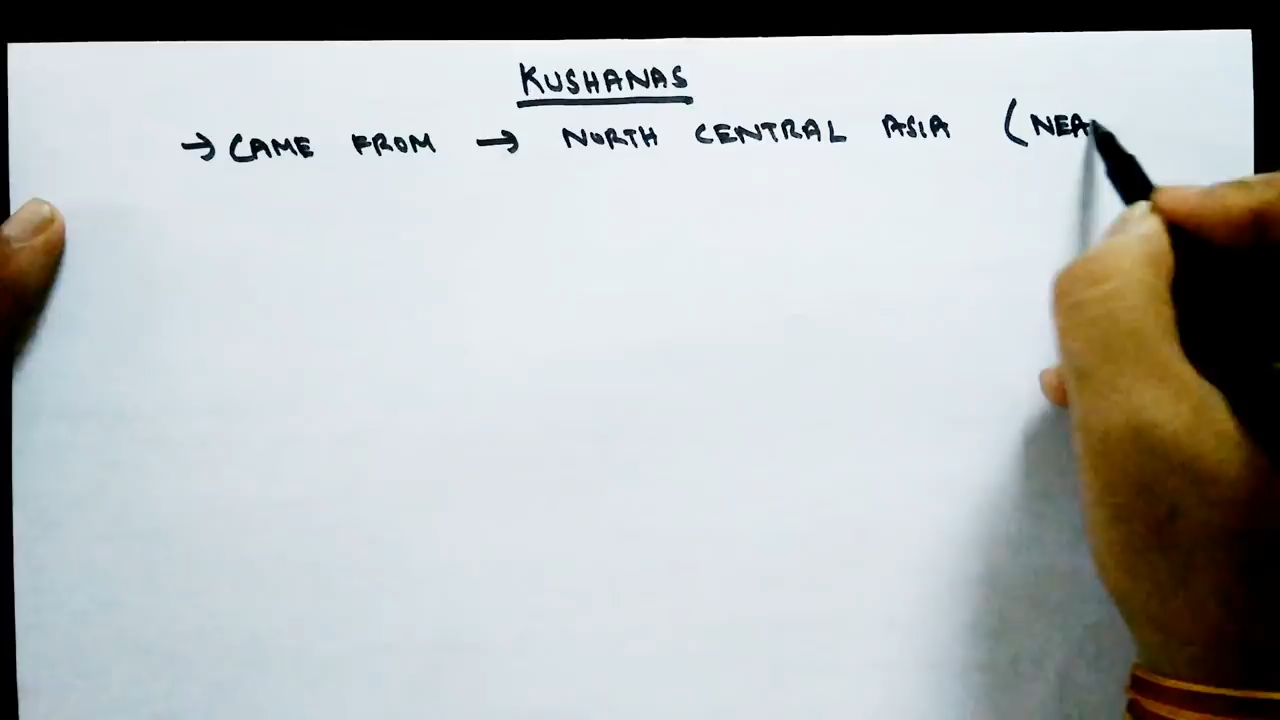 KUSHANAS
→ CAME FROM → NORTH CENTRAL ASIA (NEA